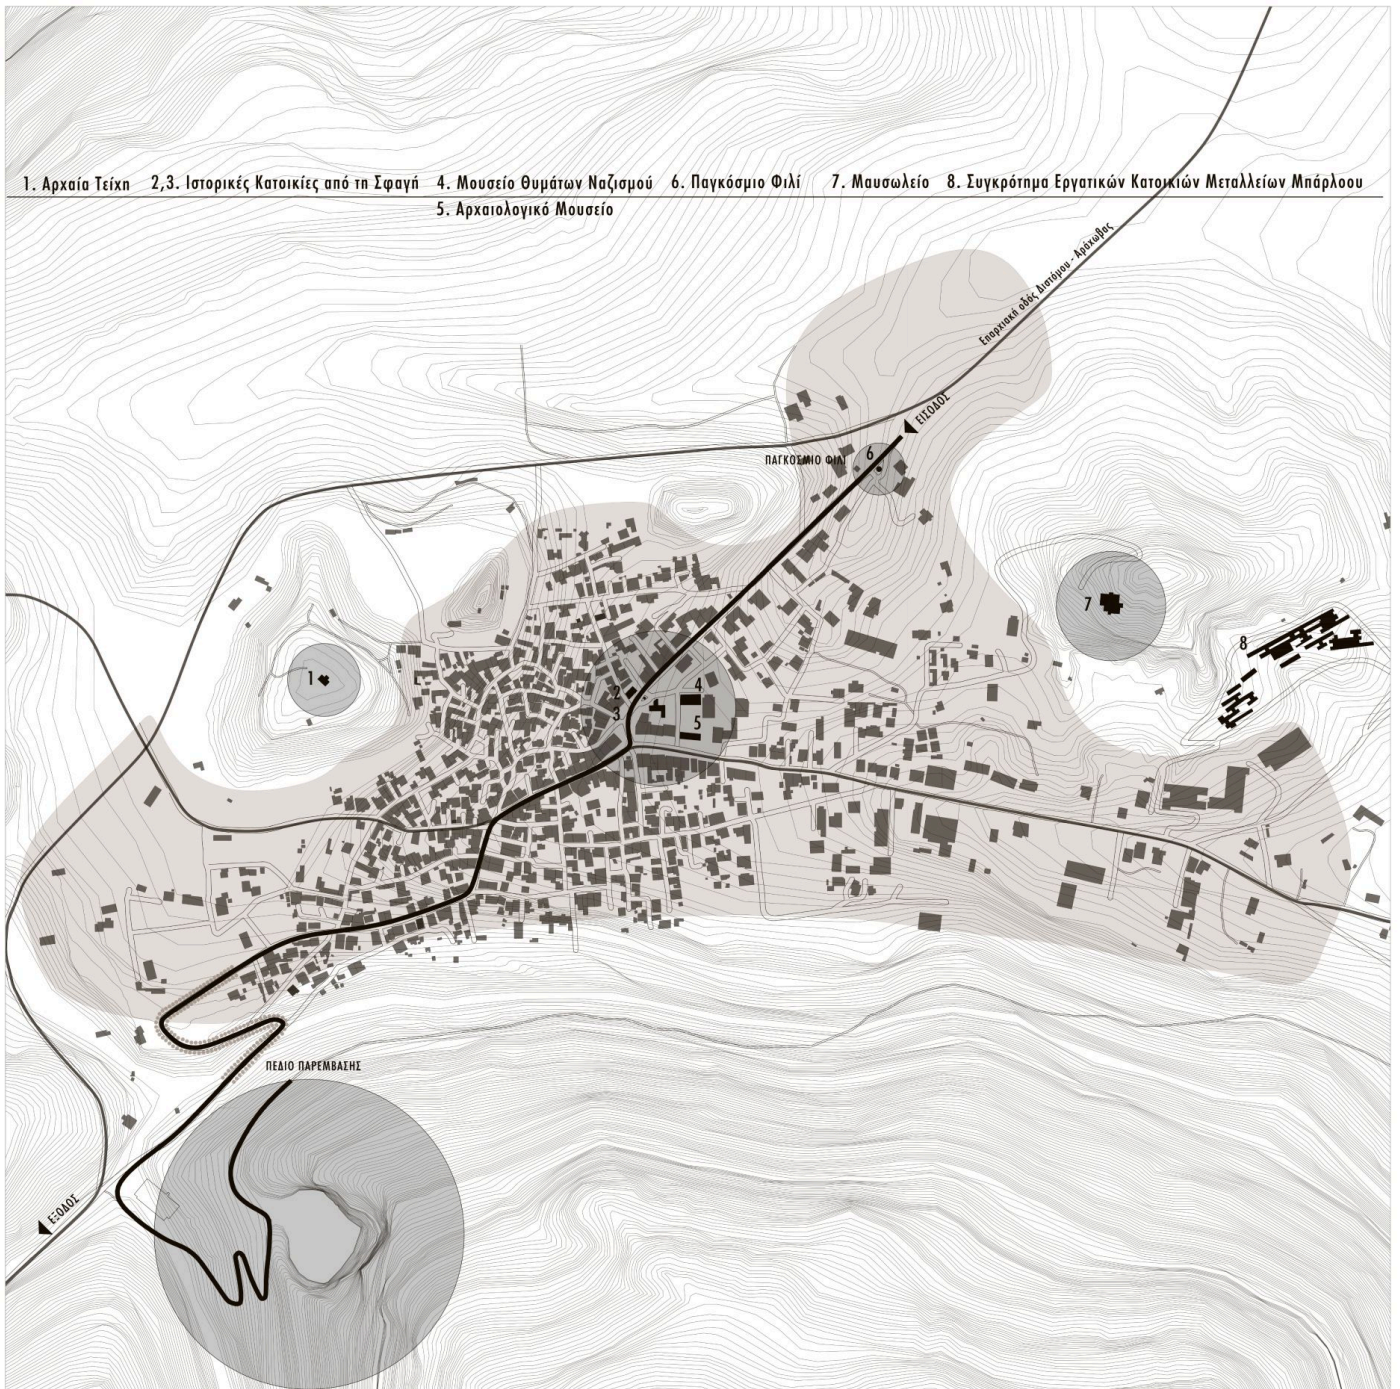 1. Αρχαία Τείχη 2,3. Ιστορικές Κατοικίες από τη Σφαγή 4. Μουσείο Θυμάτων Ναζισμού 6. Παγκόσμιο Φιλί 7. Μαυσωλείο 8. Συγκρότημα Εργατικών Κατοικιών Μεταλλείων Μπάρλοου
5. Αρχαιολογικό Μουσείο
Επαρχιακή οδός Διστόμου - Αράχωβας
ΕΙΣΟΔΟΣ
ΠΑΓΚΟΣΜΙΟ ΦΙΛΙ
6
7
8
1
2
3
4
5
ΠΕΔΙΟ ΠΑΡΕΜΒΑΣΗΣ
ΕΞΟΔΟΣ